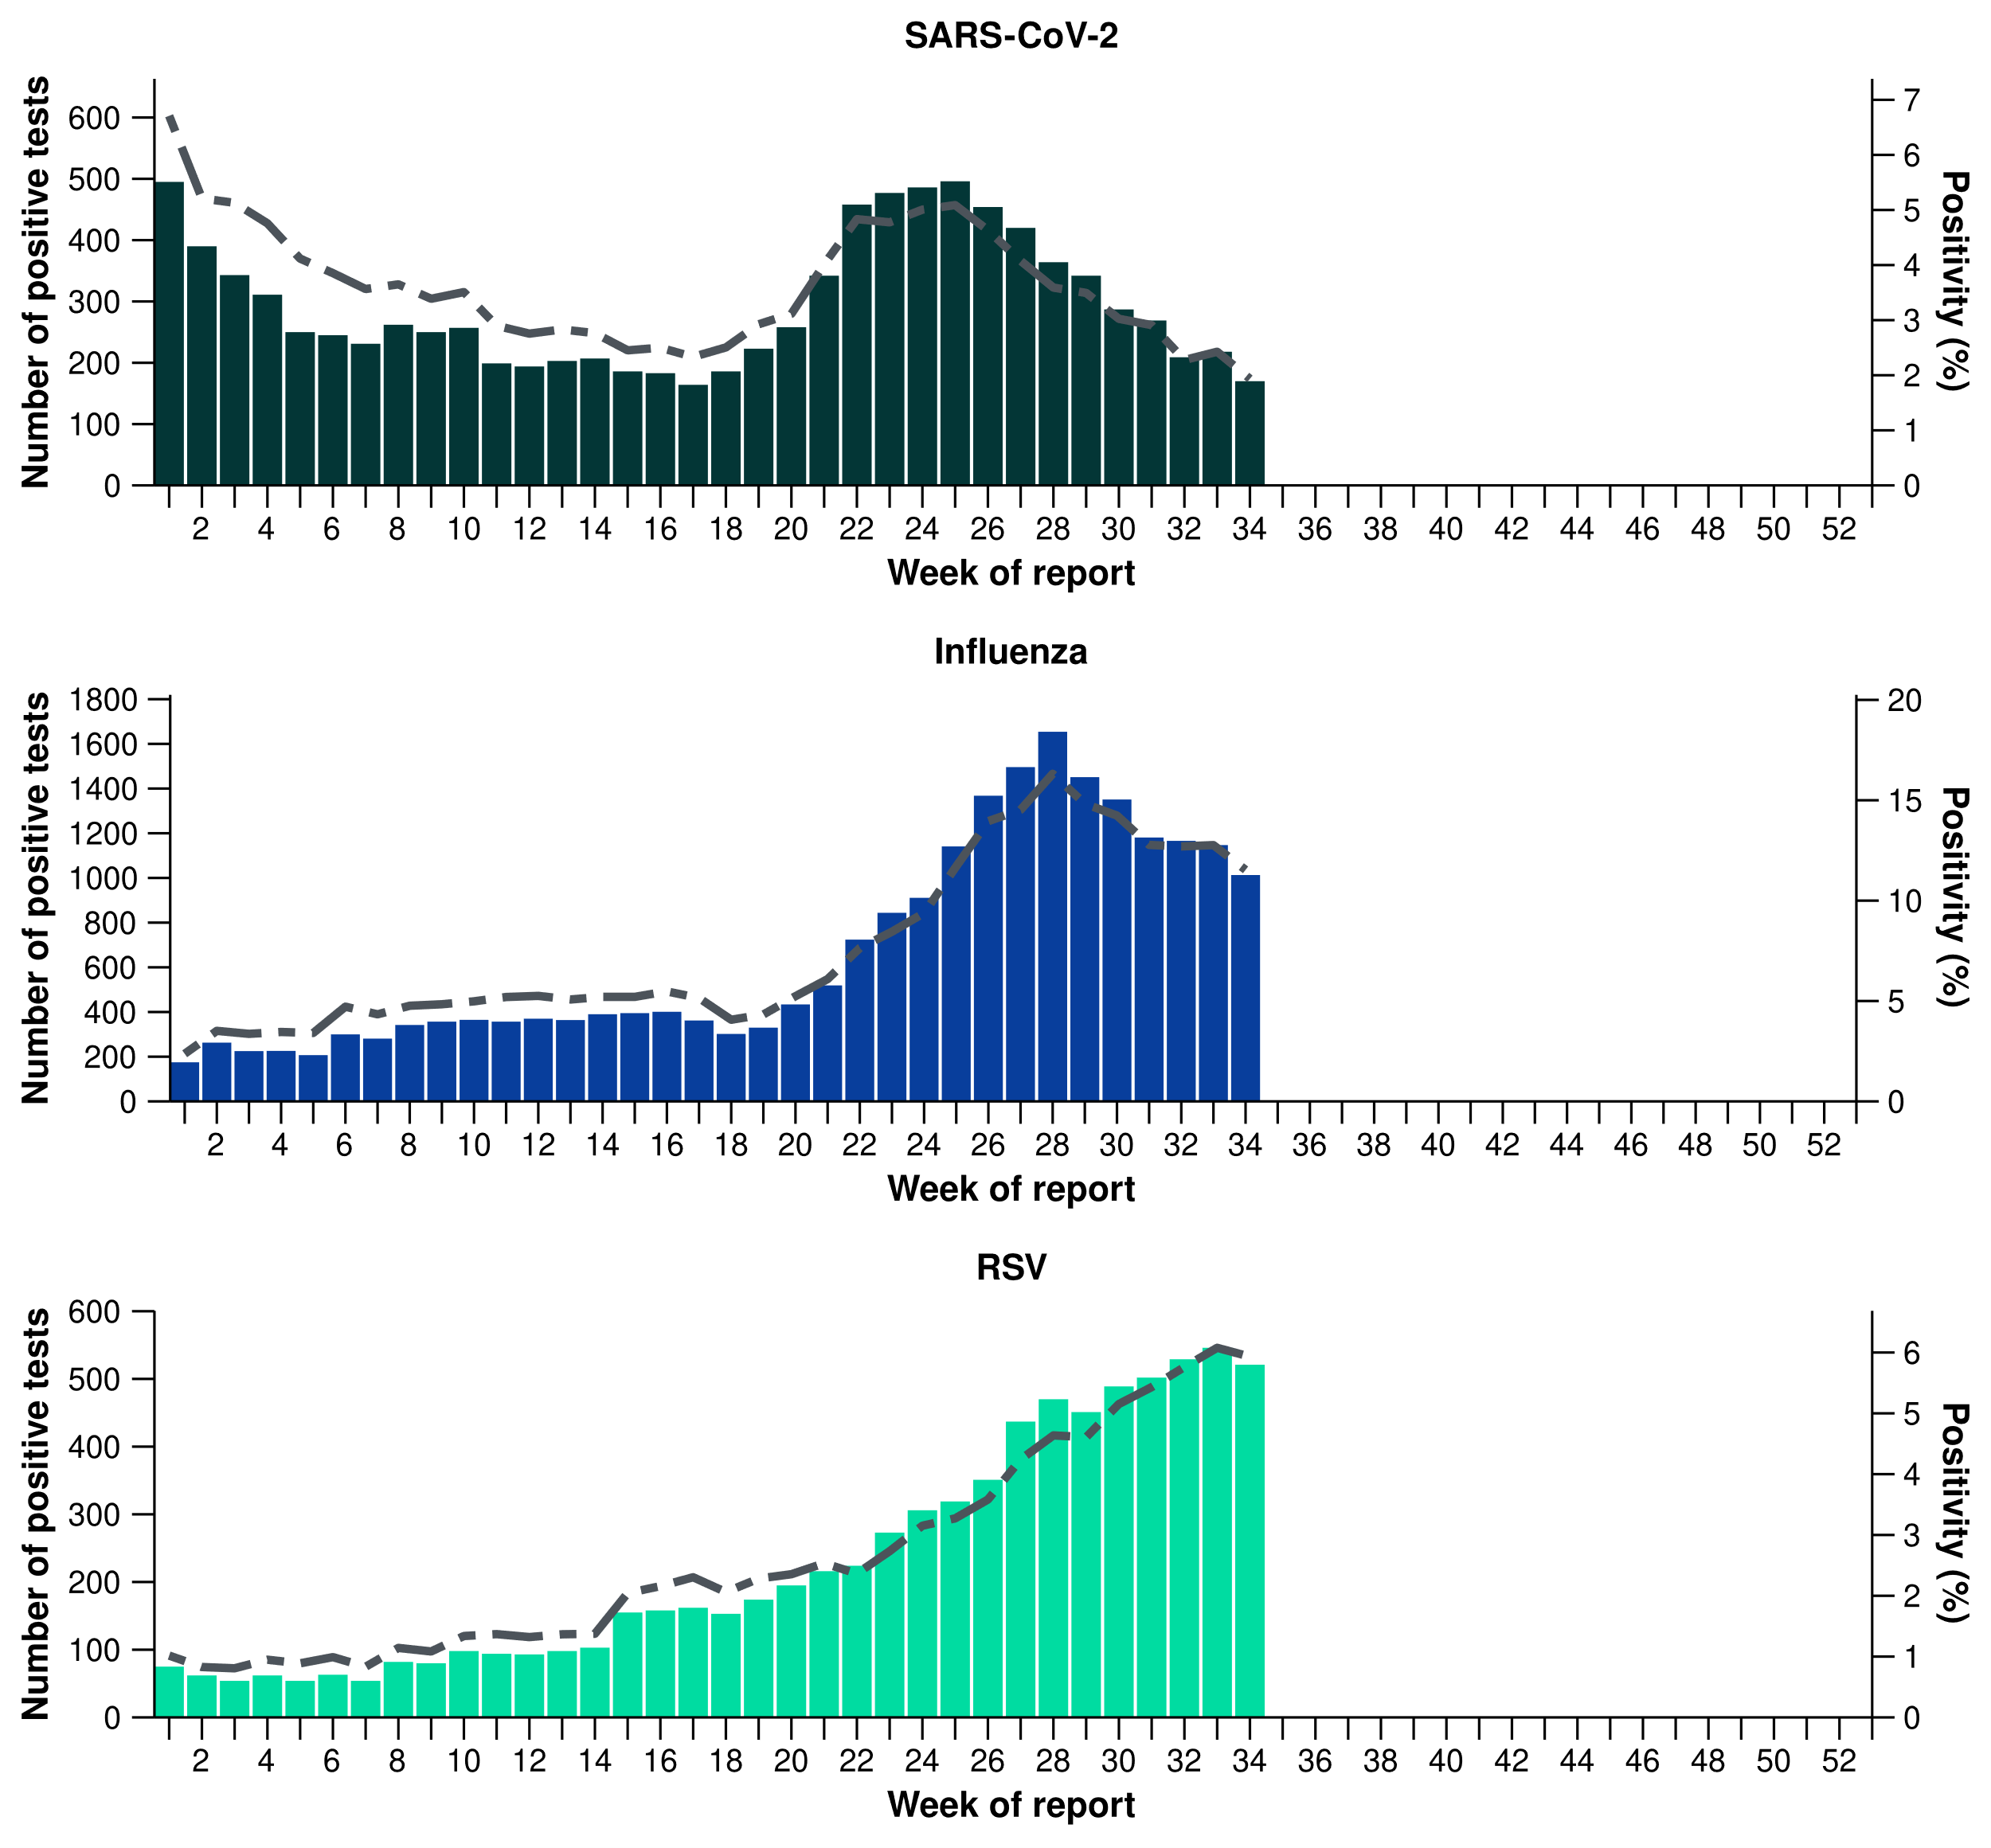 SARS-CoV-2
Number of positive tests
600
500
400
300
200
100
0
7
6
5
4
3
2
1
0
Positivity (%)
2 4 6 8 10 12 14 16 18 20 22 24 26 28 30 32 34 36 38 40 42 44 46 48 50 52
Week of report
Influenza
Number of positive tests
1800
1600
1400
1200
1000
800
600
400
200
0
20
15
10
5
0
Positivity (%)
2 4 6 8 10 12 14 16 18 20 22 24 26 28 30 32 34 36 38 40 42 44 46 48 50 52
Week of report
RSV
Number of positive tests
600
500
400
300
200
100
0
6
5
4
3
2
1
0
Positivity (%)
2 4 6 8 10 12 14 16 18 20 22 24 26 28 30 32 34 36 38 40 42 44 46 48 50 52
Week of report